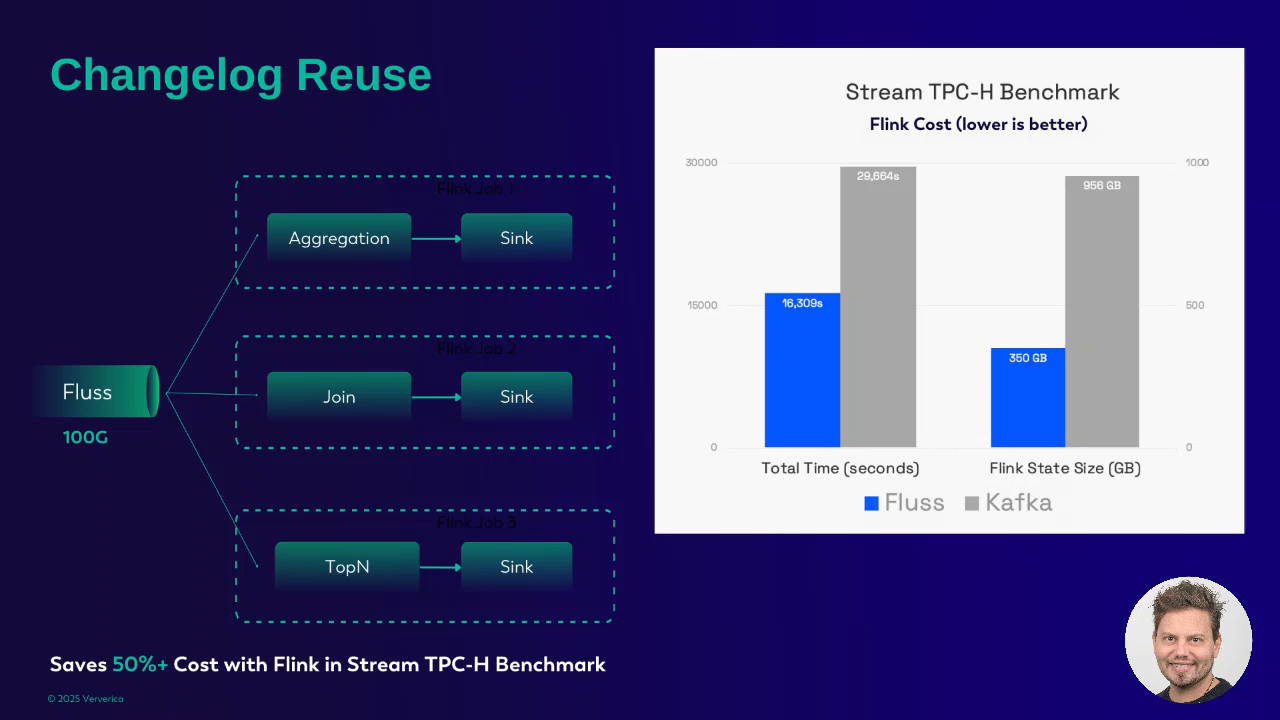 Changelog Reuse
Flink Job 1
Aggregation
Sink
Flink Job 2
Join
Sink
Fluss
100G
Flink Job 3
TopN
Sink
Saves 50%+ Cost with Flink in Stream TPC-H Benchmark
© 2025 Ververica
Stream TPC-H Benchmark
Flink Cost (lower is better)
30000
1000
29,664s
956 GB
16,309s
15000
500
350 GB
0
0
Total Time (seconds)
Flink State Size (GB)
Fluss
Kafka